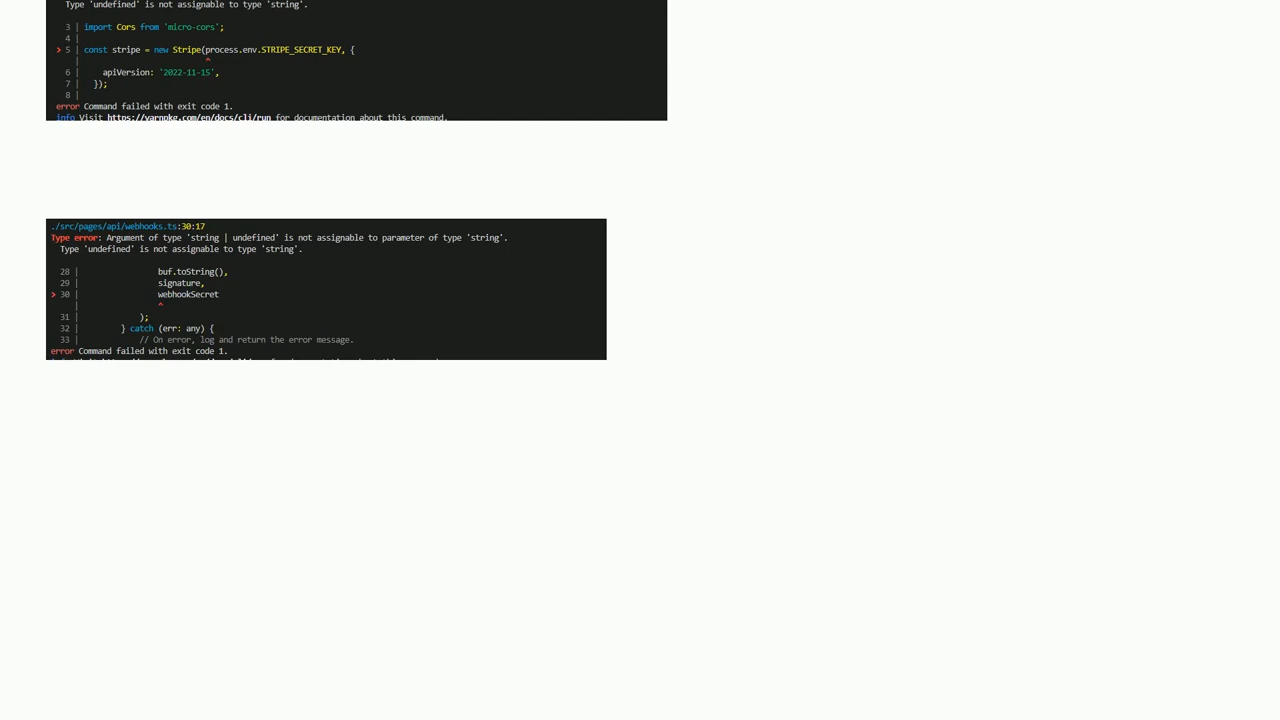 Type 'undefined' is not assignable to type 'string'.
3 | import Cors from 'micro-cors';
4 |
> 5 | const stripe = new Stripe(process.env.STRIPE_SECRET_KEY, {
| ^
6 | apiVersion: '2022-11-15',
7 | });
8 |
error Command failed with exit code 1.
info Visit https://yarnpkg.com/en/docs/cli/run for documentation about this command.
./src/pages/api/webhooks.ts:30:17
Type error: Argument of type 'string | undefined' is not assignable to parameter of type 'string'.
Type 'undefined' is not assignable to type 'string'.
28 | buf.toString(),
29 | signature,
> 30 | webhookSecret
| ^
31 | );
32 | } catch (err: any) {
33 | // On error, log and return the error message.
error Command failed with exit code 1.